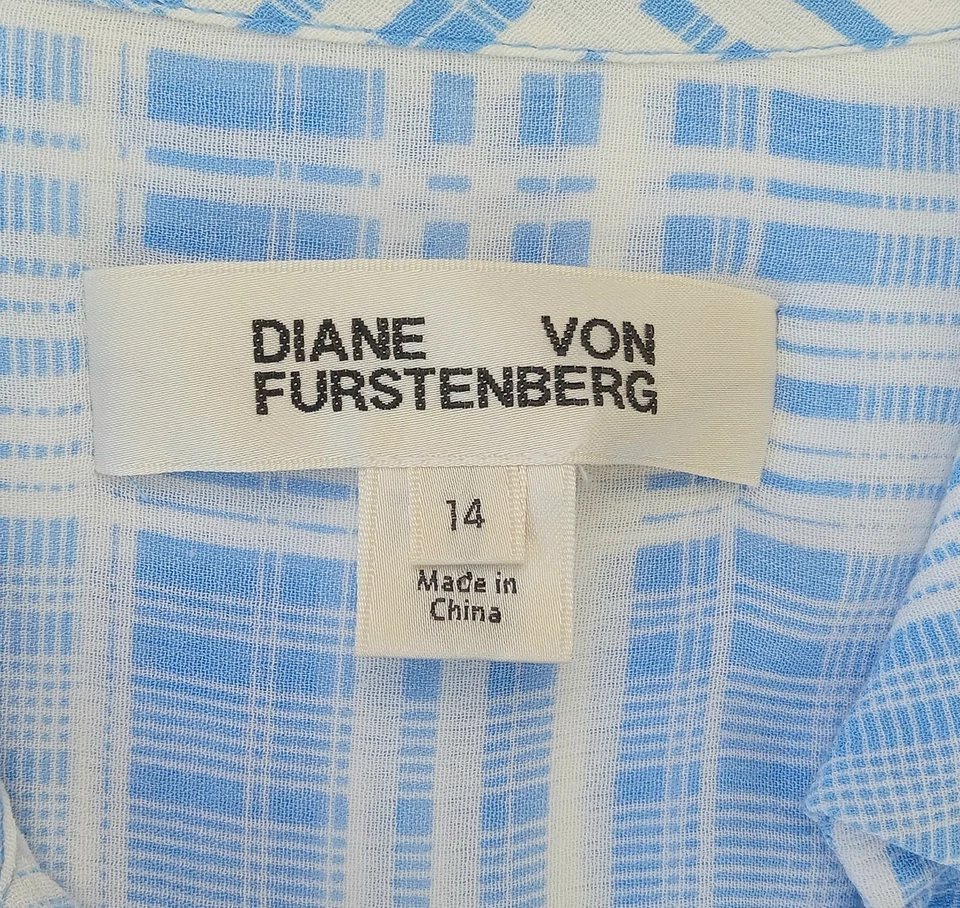 DIANE VON
FURSTENBERG
14
Made in
China